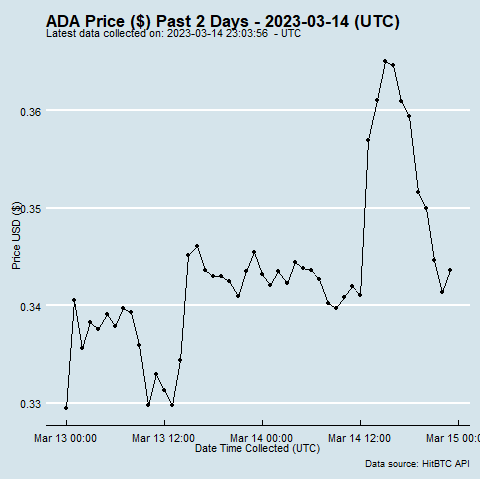 ADA Price ($) Past 2 Days - 2023-03-14 (UTC)
Latest data collected on: 2023-03-14 23:03:56 - UTC
Price USD ($)
0.36
0.35
0.34
0.33
Mar 13 00:00 Mar 13 12:00 Mar 14 00:00 Mar 14 12:00 Mar 15 00:0
Date Time Collected (UTC)
Data source: HitBTC API